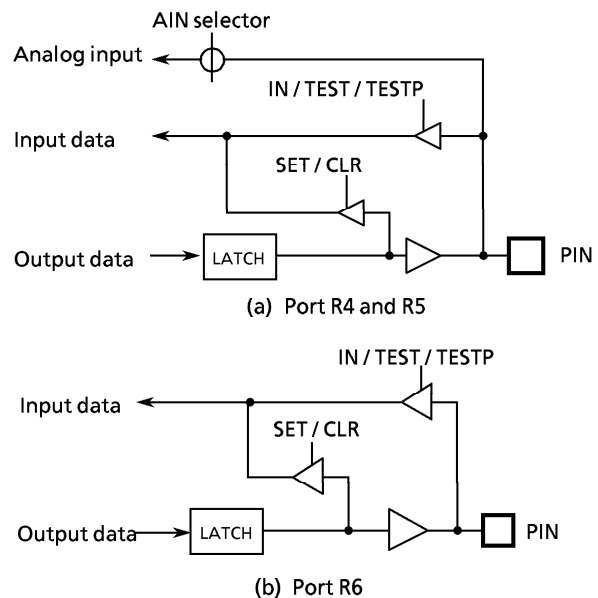 AIN selector
Analog input
IN / TEST / TESTP
Input data
SET / CLR
Output data
LATCH
PIN
(a) Port R4 and R5
IN / TEST / TESTP
Input data
SET / CLR
Output data
LATCH
PIN
(b) Port R6